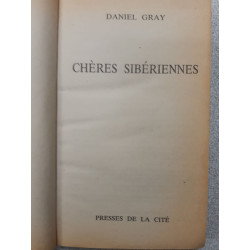 DANIEL GRAY
CHÈRES SIBÉRIENNES
PRESSES DE LA CITÉ